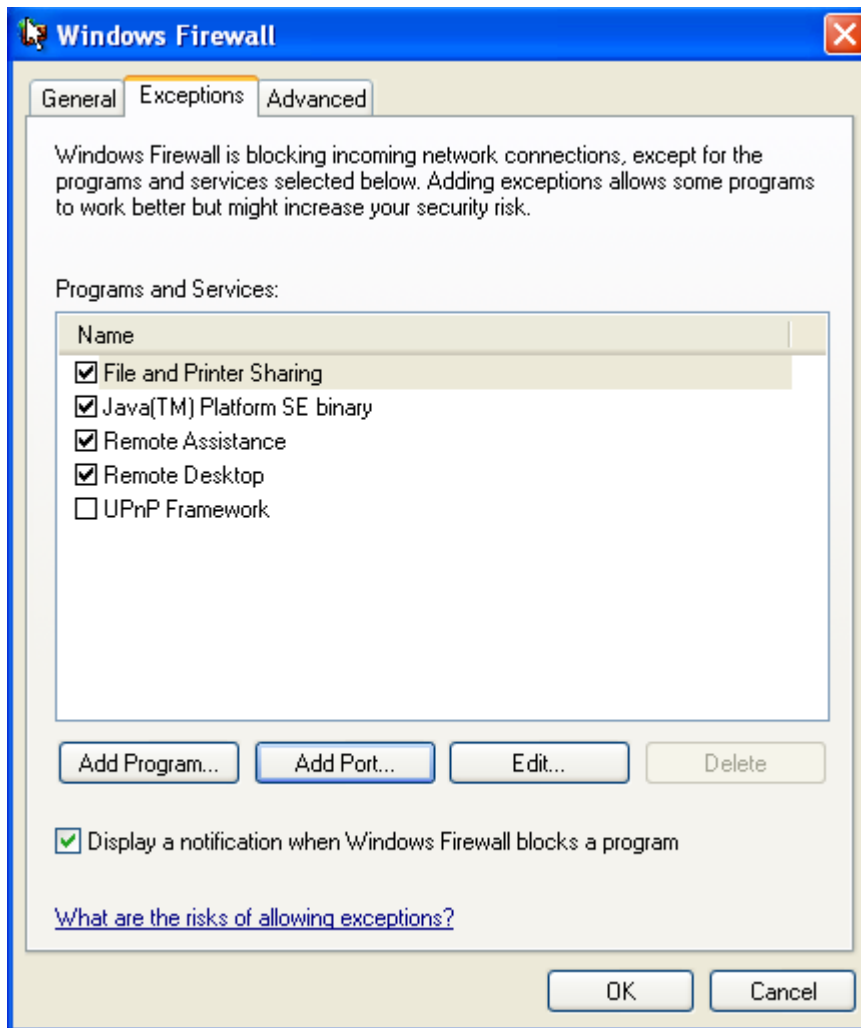 Windows Firewall
General
Exceptions
Advanced
Windows Firewall is blocking incoming network connections, except for the
programs and services selected below. Adding exceptions allows some programs
to work better but might increase your security risk.
Programs and Services:
Name
File and Printer Sharing
Java(TM) Platform SE binary
Remote Assistance
Remote Desktop
UPnP Framework
Add Program...
Add Port...
Edit...
Delete
Display a notification when Windows Firewall blocks a program
What are the risks of allowing exceptions?
OK
Cancel